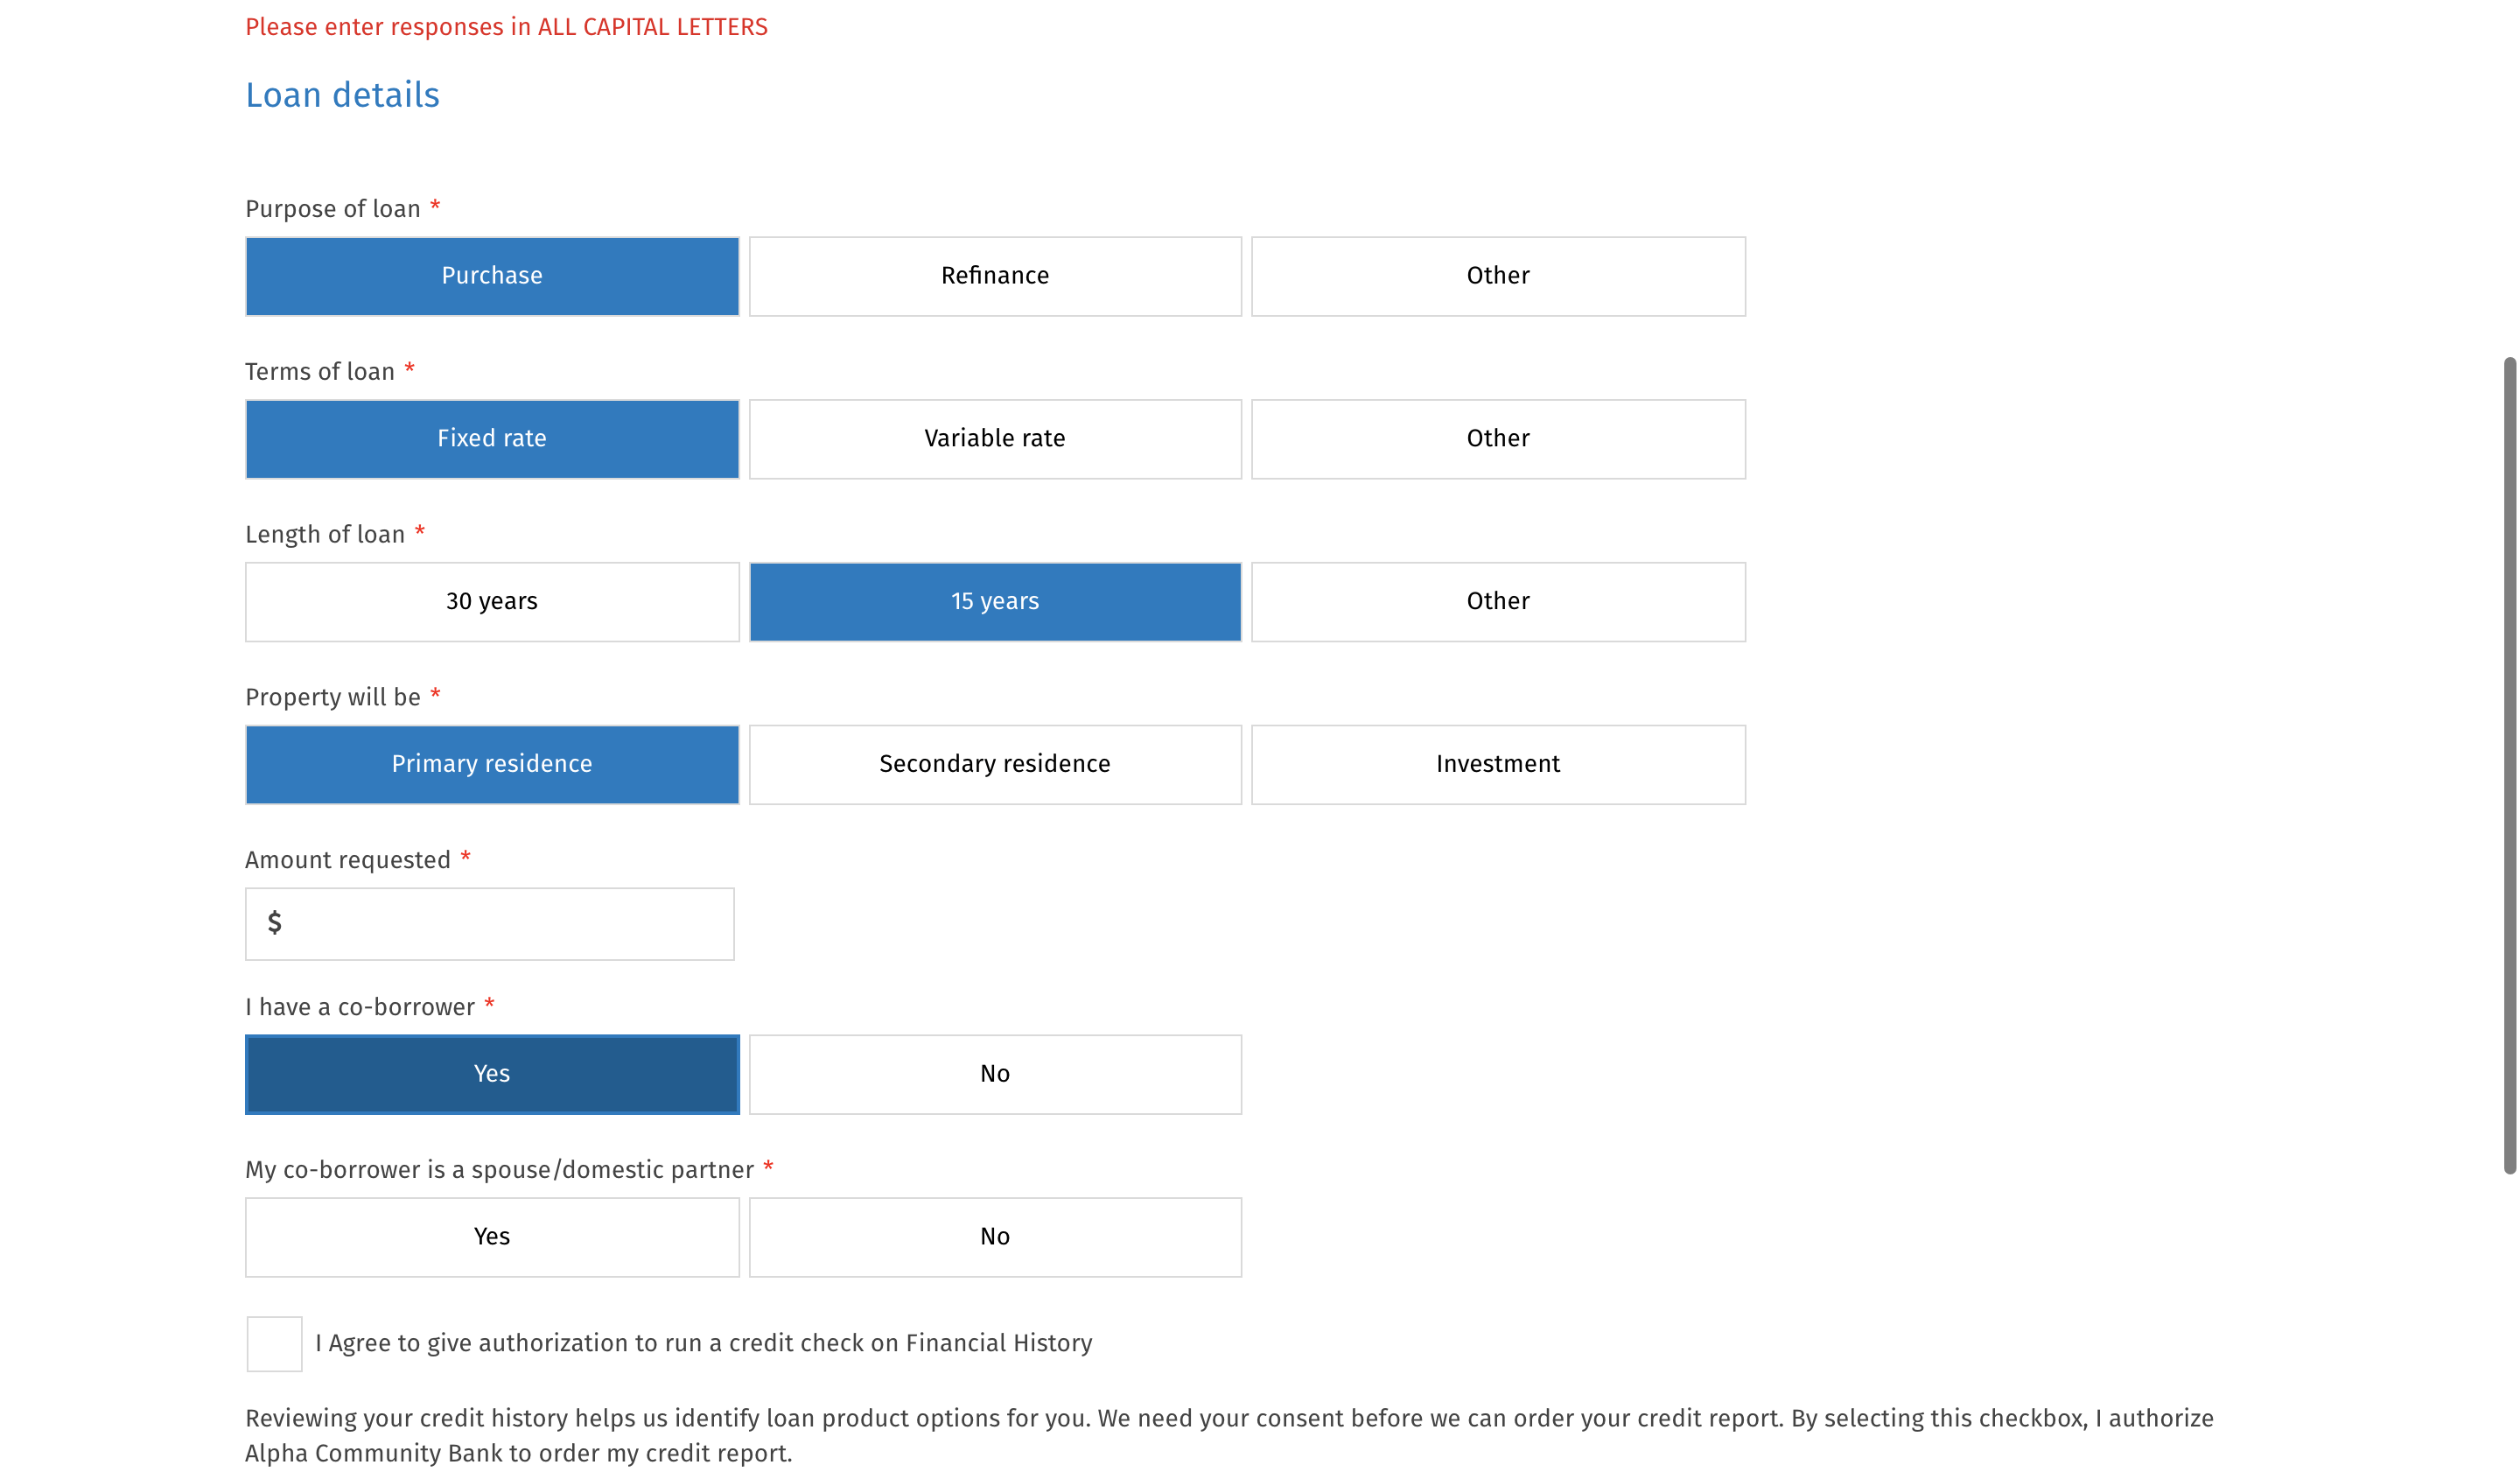 Please enter responses in ALL CAPITAL LETTERS
Loan details
Purpose of loan *
Purchase
Refinance
Other
Terms of loan *
Fixed rate
Variable rate
Other
Length of loan *
30 years
15 years
Other
Property will be *
Primary residence
Secondary residence
Investment
Amount requested *
$
I have a co-borrower *
Yes
No
My co-borrower is a spouse/domestic partner *
Yes
No
I Agree to give authorization to run a credit check on Financial History
Reviewing your credit history helps us identify loan product options for you. We need your consent before we can order your credit report. By selecting this checkbox, I authorize
Alpha Community Bank to order my credit report.